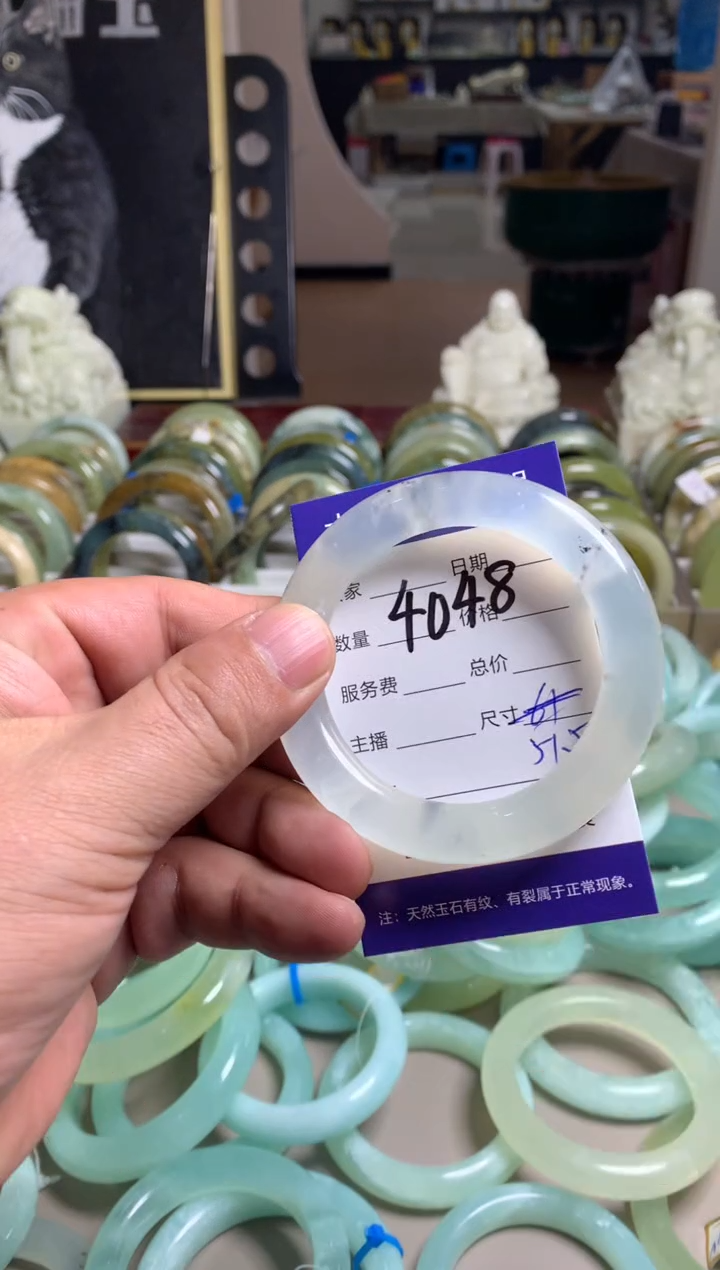 玉
家 日期
4048
数量 价格
服务费 总价
主播 尺寸 61
57.5
注：天然玉石有纹、有裂属于正常现象。